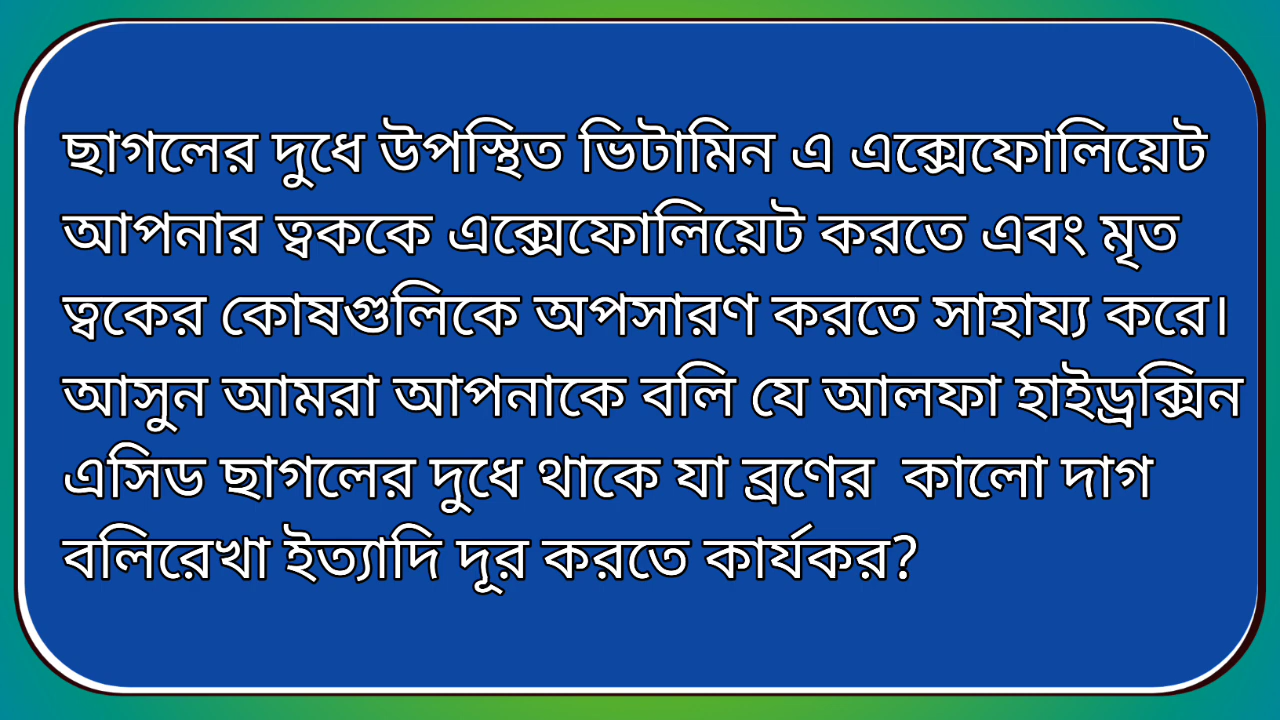 ছাগলের দুধে উপস্থিত ভিটামিন এ এক্সেফোলিয়েট
আপনার ত্বককে এক্সেফোলিয়েট করতে এবং মৃত
ত্বকের কোষগুলিকে অপসারণ করতে সাহায্য করে।
আসুন আমরা আপনাকে বলি যে আলফা হাইড্রক্সিন
এসিড ছাগলের দুধে থাকে যা ব্রণের  কালো দাগ
বলিরেখা ইত্যাদি দূর করতে কার্যকর?